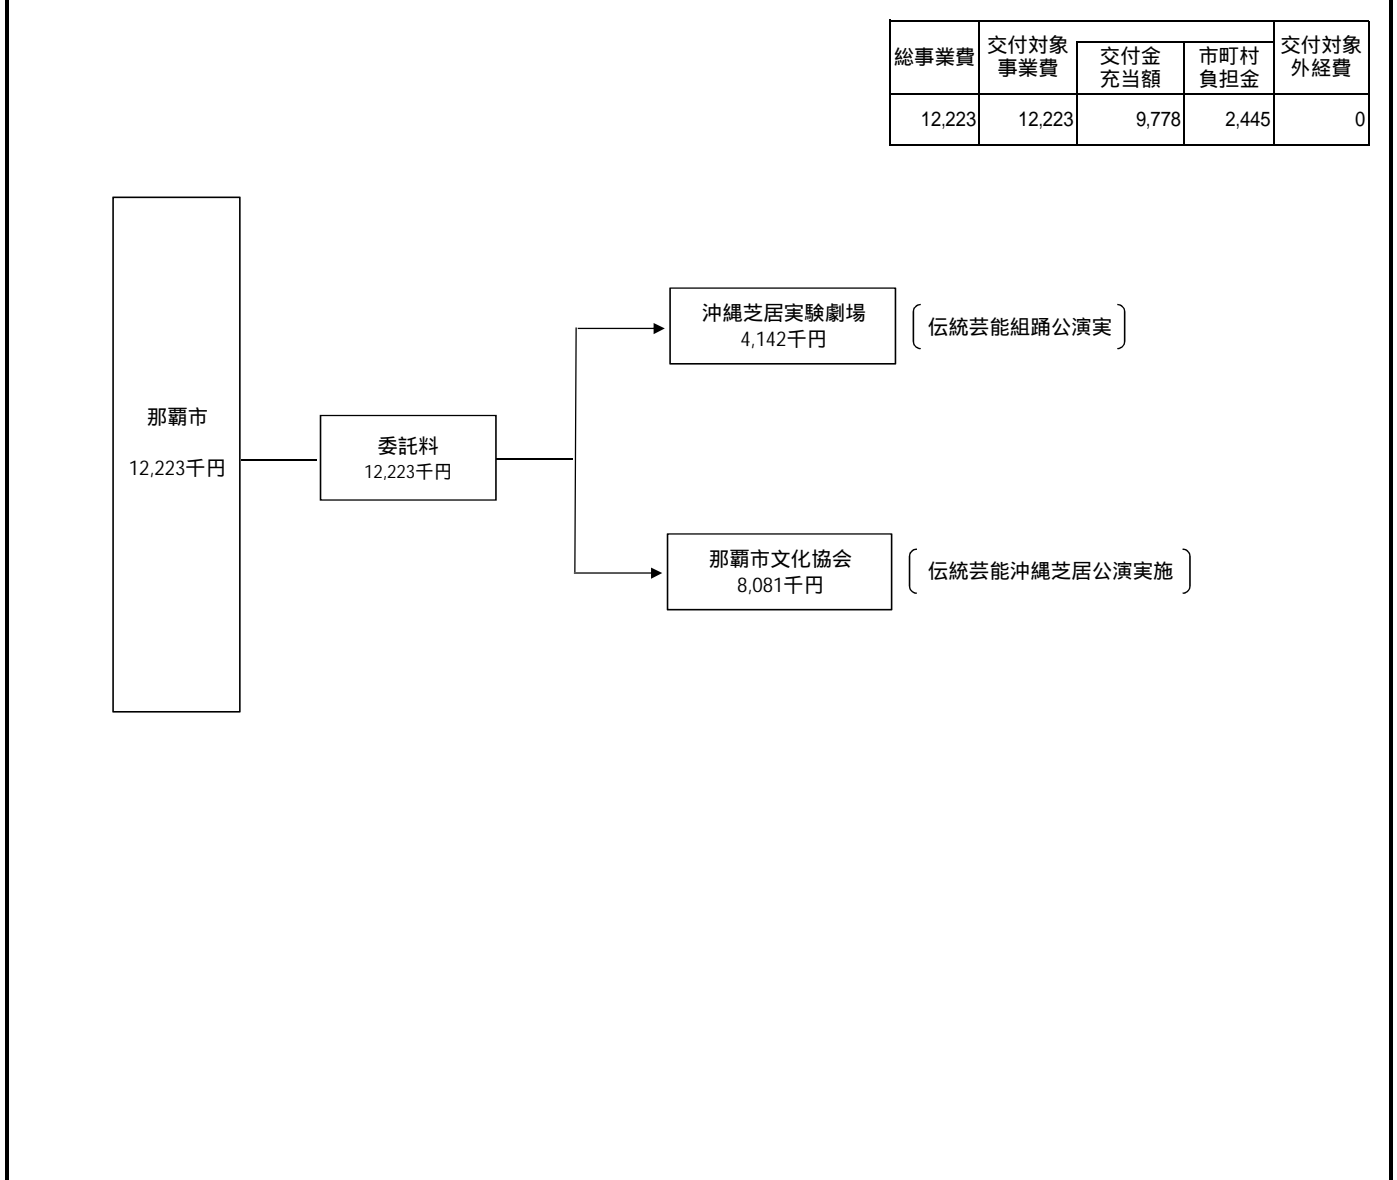 総事業費
交付対象
事業費
交付金
充当額
市町村
負担金
交付対象
外経費
12,223 12,223 9,778 2,445 0
那覇市
12,223千円
委託料
12,223千円
沖縄芝居実験劇場
4,142千円
伝統芸能組踊公演実
那覇市文化協会
8,081千円
伝統芸能沖縄芝居公演実施